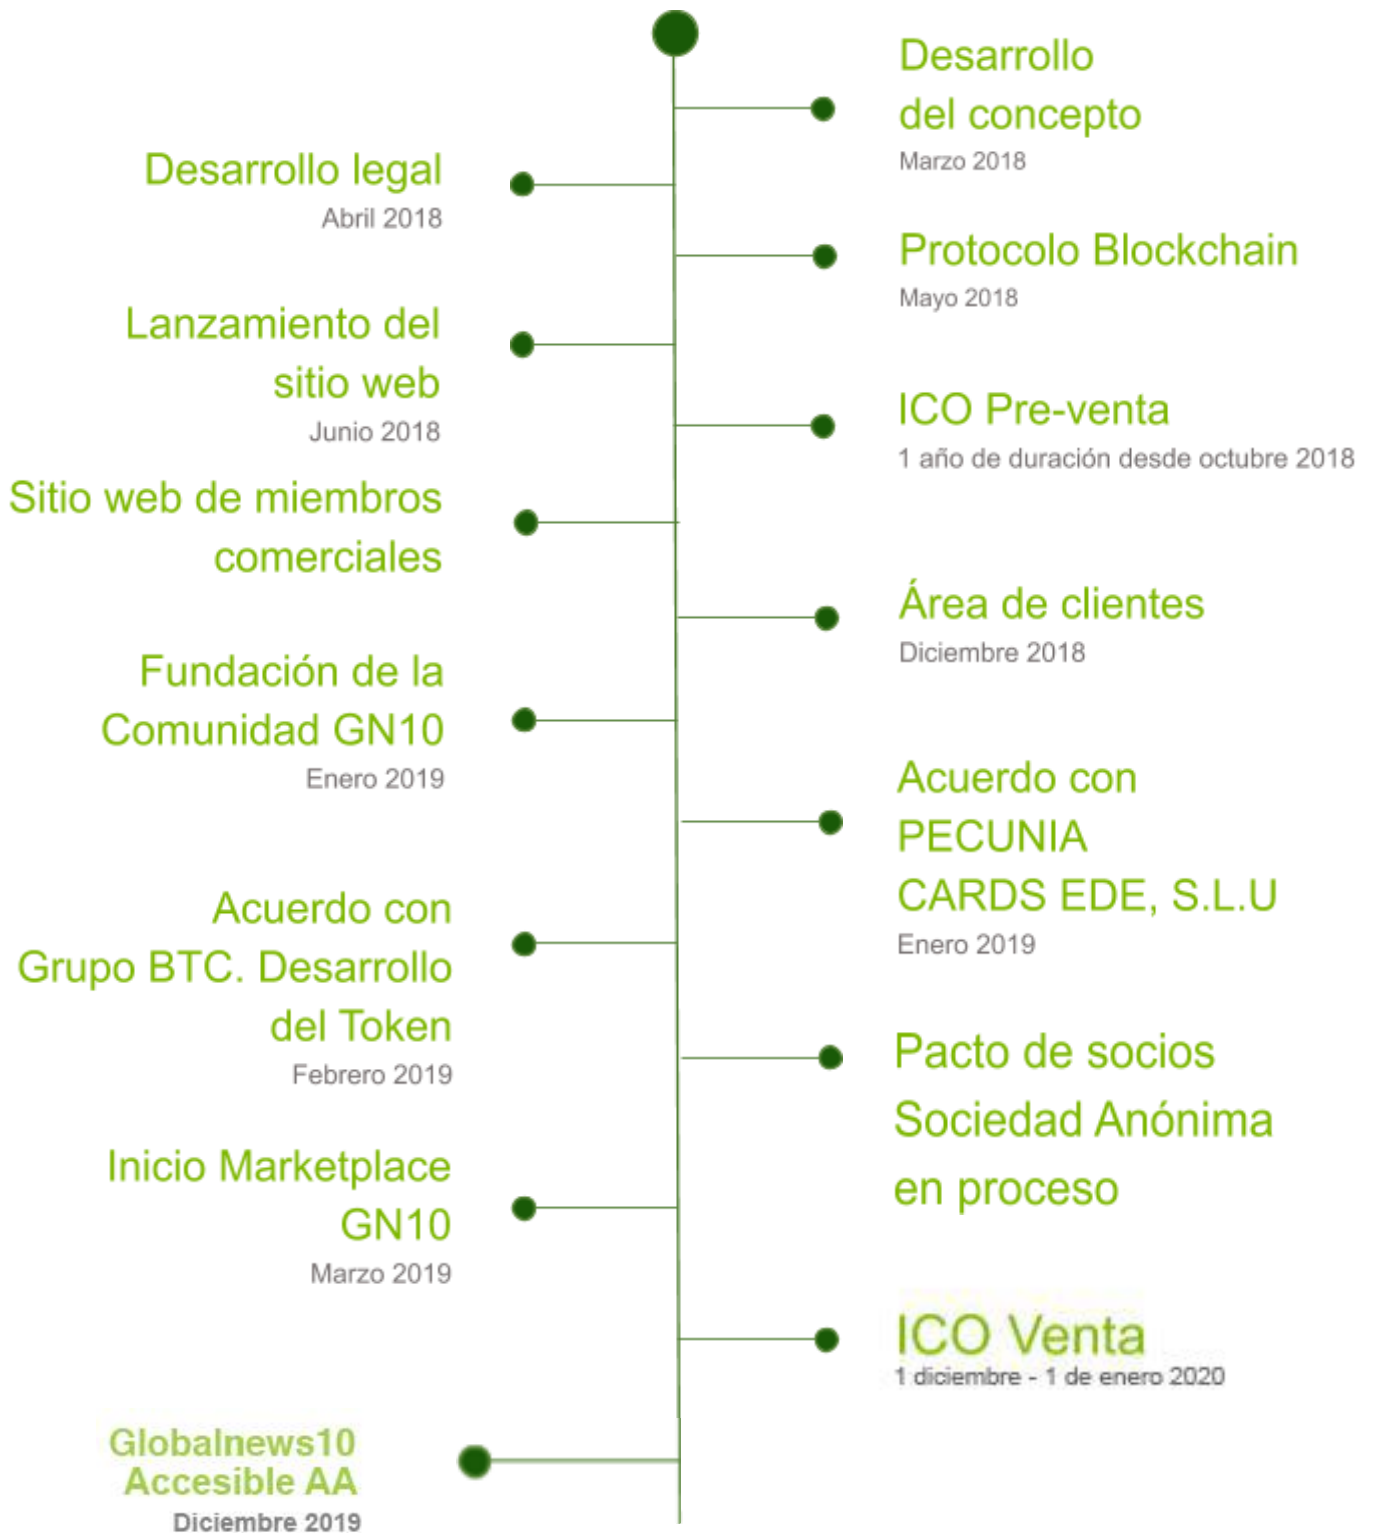 Desarrollo
del concepto
Marzo 2018
Desarrollo legal
Abril 2018
Protocolo Blockchain
Mayo 2018
Lanzamiento del
sitio web
Junio 2018
ICO Pre-venta
1 año de duración desde octubre 2018
Sitio web de miembros
comerciales
Área de clientes
Diciembre 2018
Fundación de la
Comunidad GN10
Enero 2019
Acuerdo con
PECUNIA
CARDS EDE, S.L.U
Enero 2019
Acuerdo con
Grupo BTC. Desarrollo
del Token
Febrero 2019
Pacto de socios
Sociedad Anónima
en proceso
Inicio Marketplace
GN10
Marzo 2019
ICO Venta
1 diciembre - 1 de enero 2020
Globalnews10
Accesible AA
Diciembre 2019